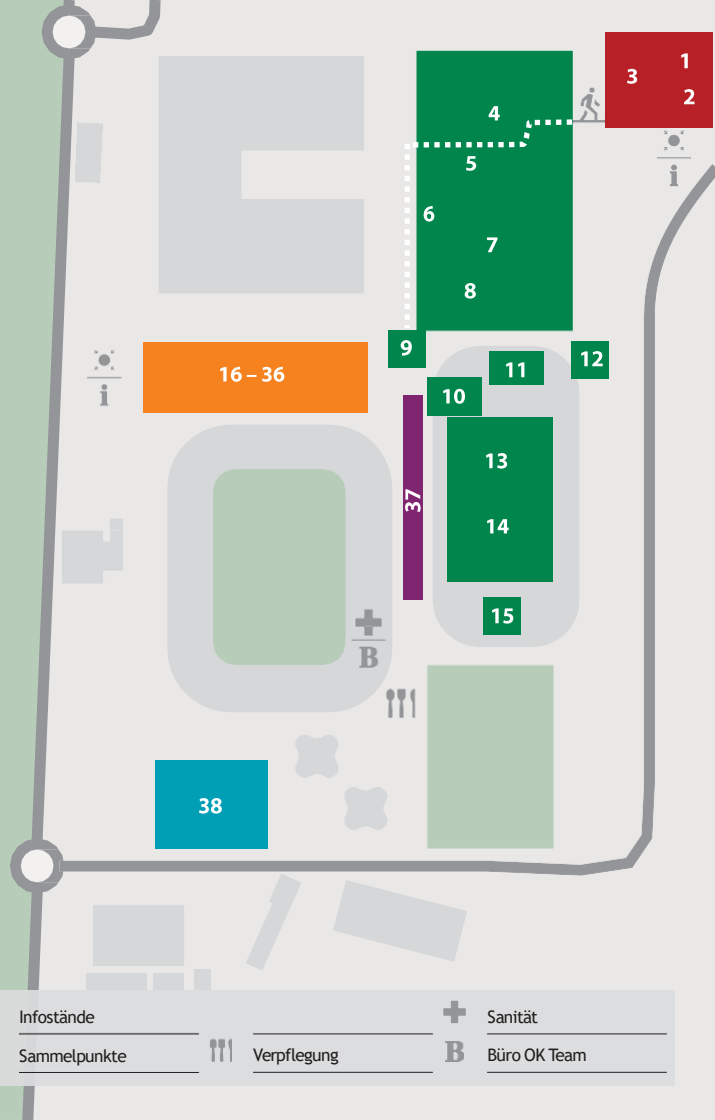 1
3
2
4
5
6
7
8
9
12
11
16 – 36
i
i
10
13
37
14
15
B
38
Infostände
Sanität
Sammelpunkte
Verpflegung
B
Büro OK Team